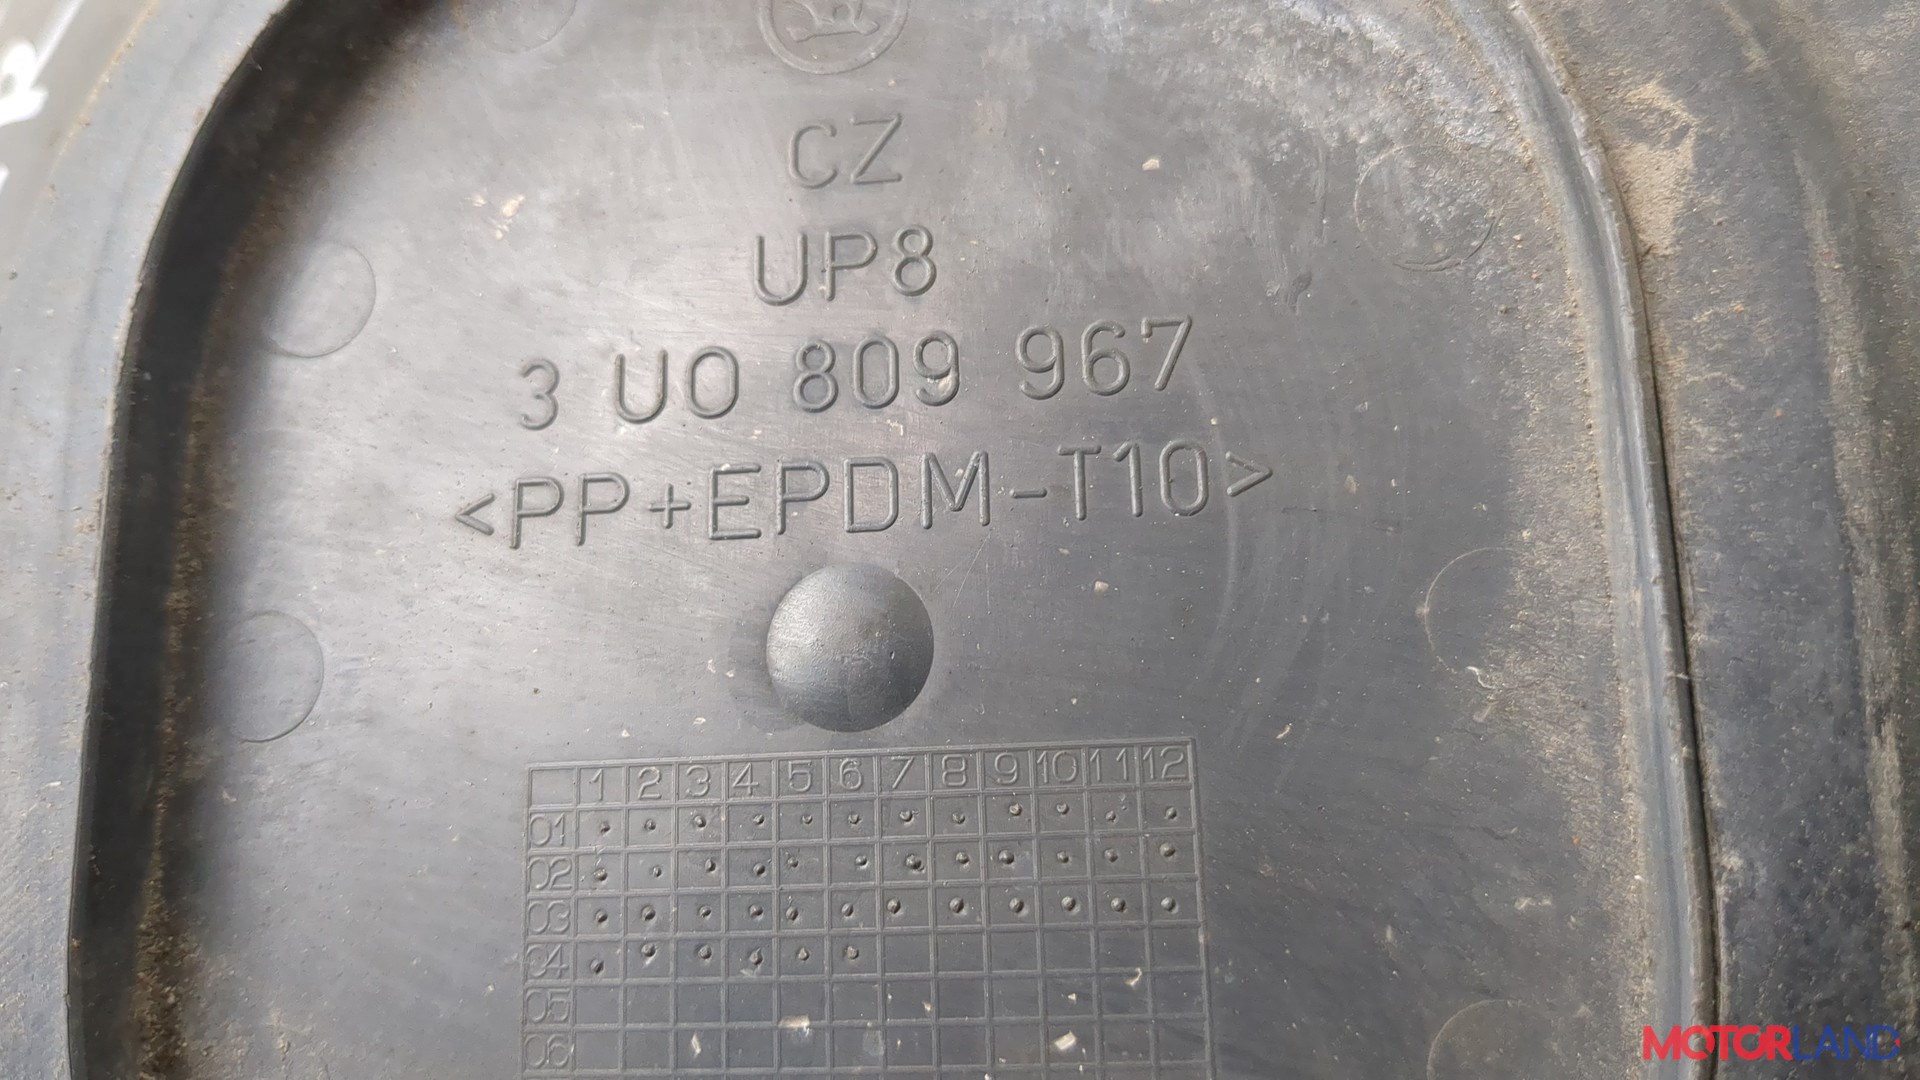 CZ
UP8
3 U0 809 967
<PP+EPDM-T10>
1 2 3 4 5 6 7 8 9 10 11 12
01
02
03
04
05
06
MOTORLAND